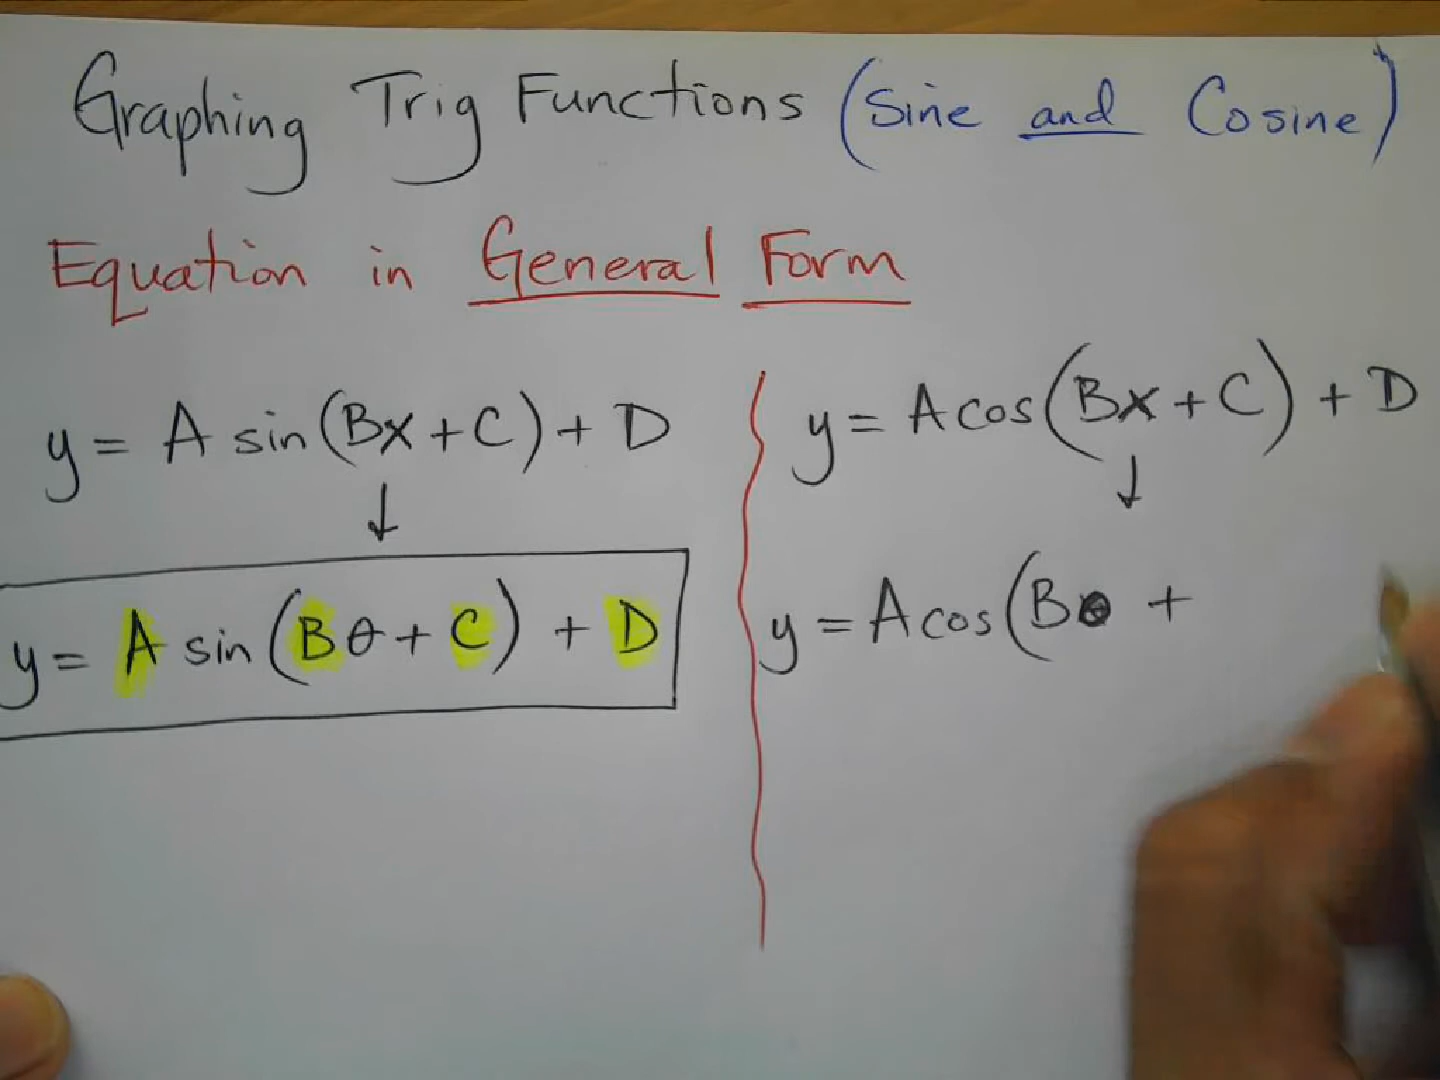 Graphing Trig Functions (Sine and Cosine)
Equation in General Form
y = A sin(Bx + C) + D
↓
y = A sin(Bθ + C) + D
y = A cos(Bx + C) + D
↓
y = A cos(Bθ +